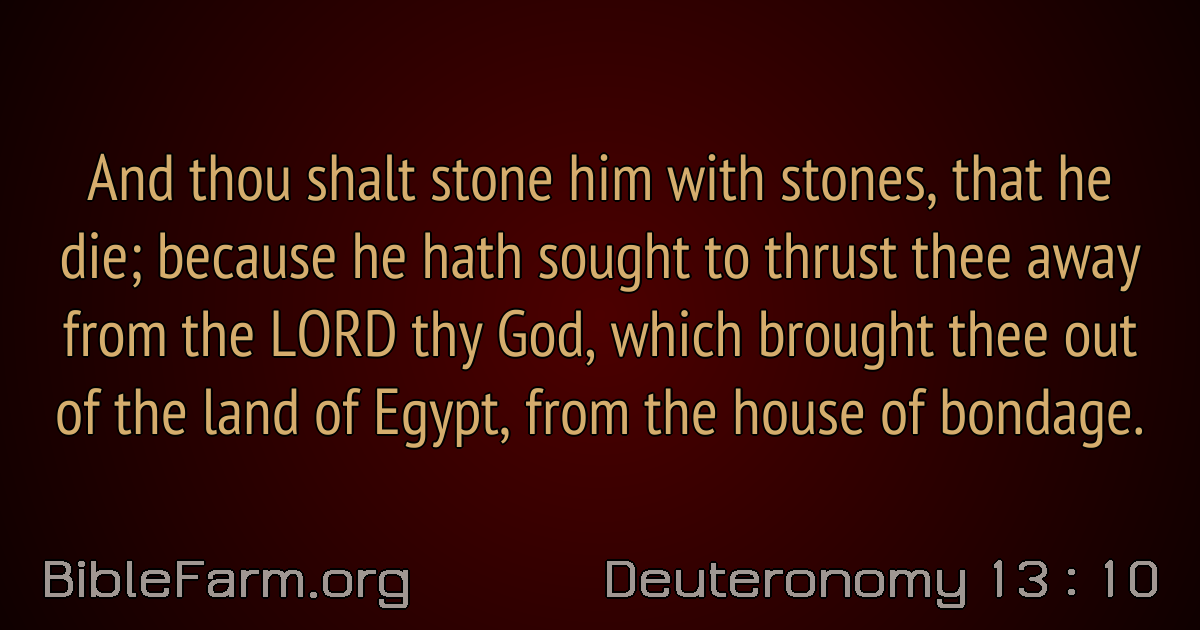 And thou shalt stone him with stones, that he
die; because he hath sought to thrust thee away
from the LORD thy God, which brought thee out
of the land of Egypt, from the house of bondage.
BibleFarm.org
Deuteronomy 13 : 10